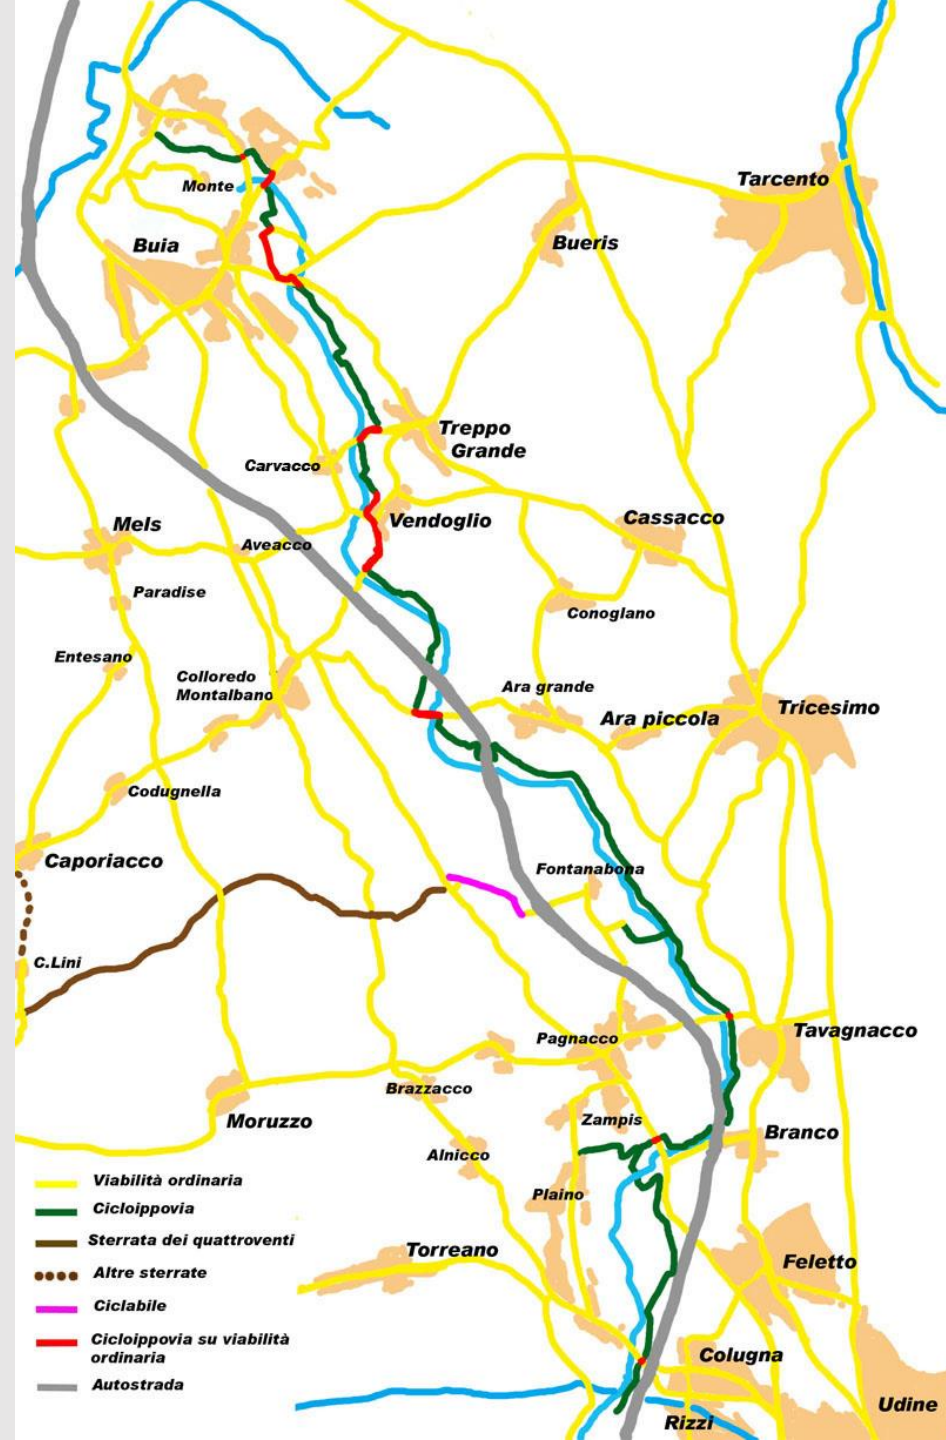 Tarcento
Monte
Buia
Bueris
Treppo
Grande
Carvacco
Vendoglio
Cassacco
Mels
Aveacco
Paradise
Conoglano
Entesano
Colloredo
Montalbano
Ara grande
Ara piccola
Tricesimo
Codugnella
Caporiacco
Fontanabona
C.Lini
Pagnacco
Tavagnacco
Brazzacco
Moruzzo
Zampis
Branco
Alnicco
Plaino
Torreano
Feletto
Colugna
Udine
Rizzi
Viabilità ordinaria
Cicloippovia
Sterrata dei quattroventi
Altre sterrate
Ciclabile
Cicloippovia su viabilità
ordinaria
Autostrada